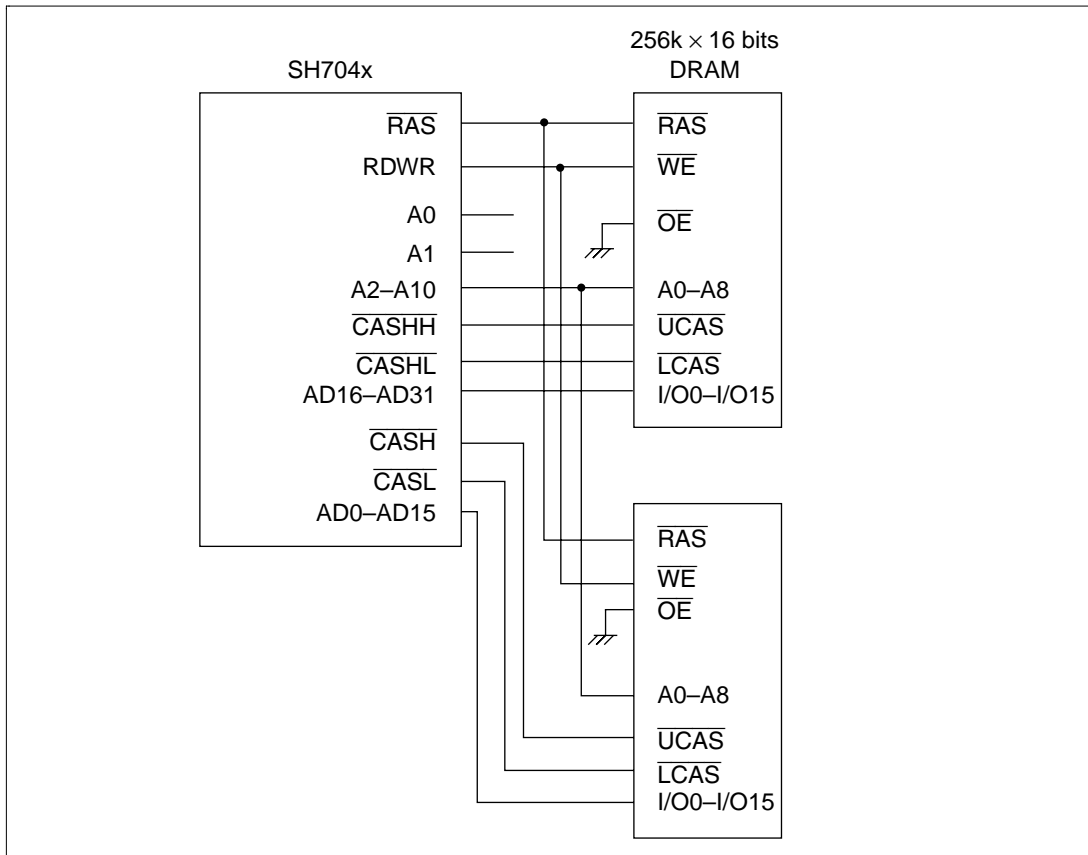 256k × 16 bits
DRAM
SH704x
RAS
RDWR
A0
A1
A2–A10
CASHH
CASHL
AD16–AD31
CASH
CASL
AD0–AD15
RAS
WE
OE
A0–A8
UCAS
LCAS
I/O0–I/O15
RAS
WE
OE
A0–A8
UCAS
LCAS
I/O0–I/O15